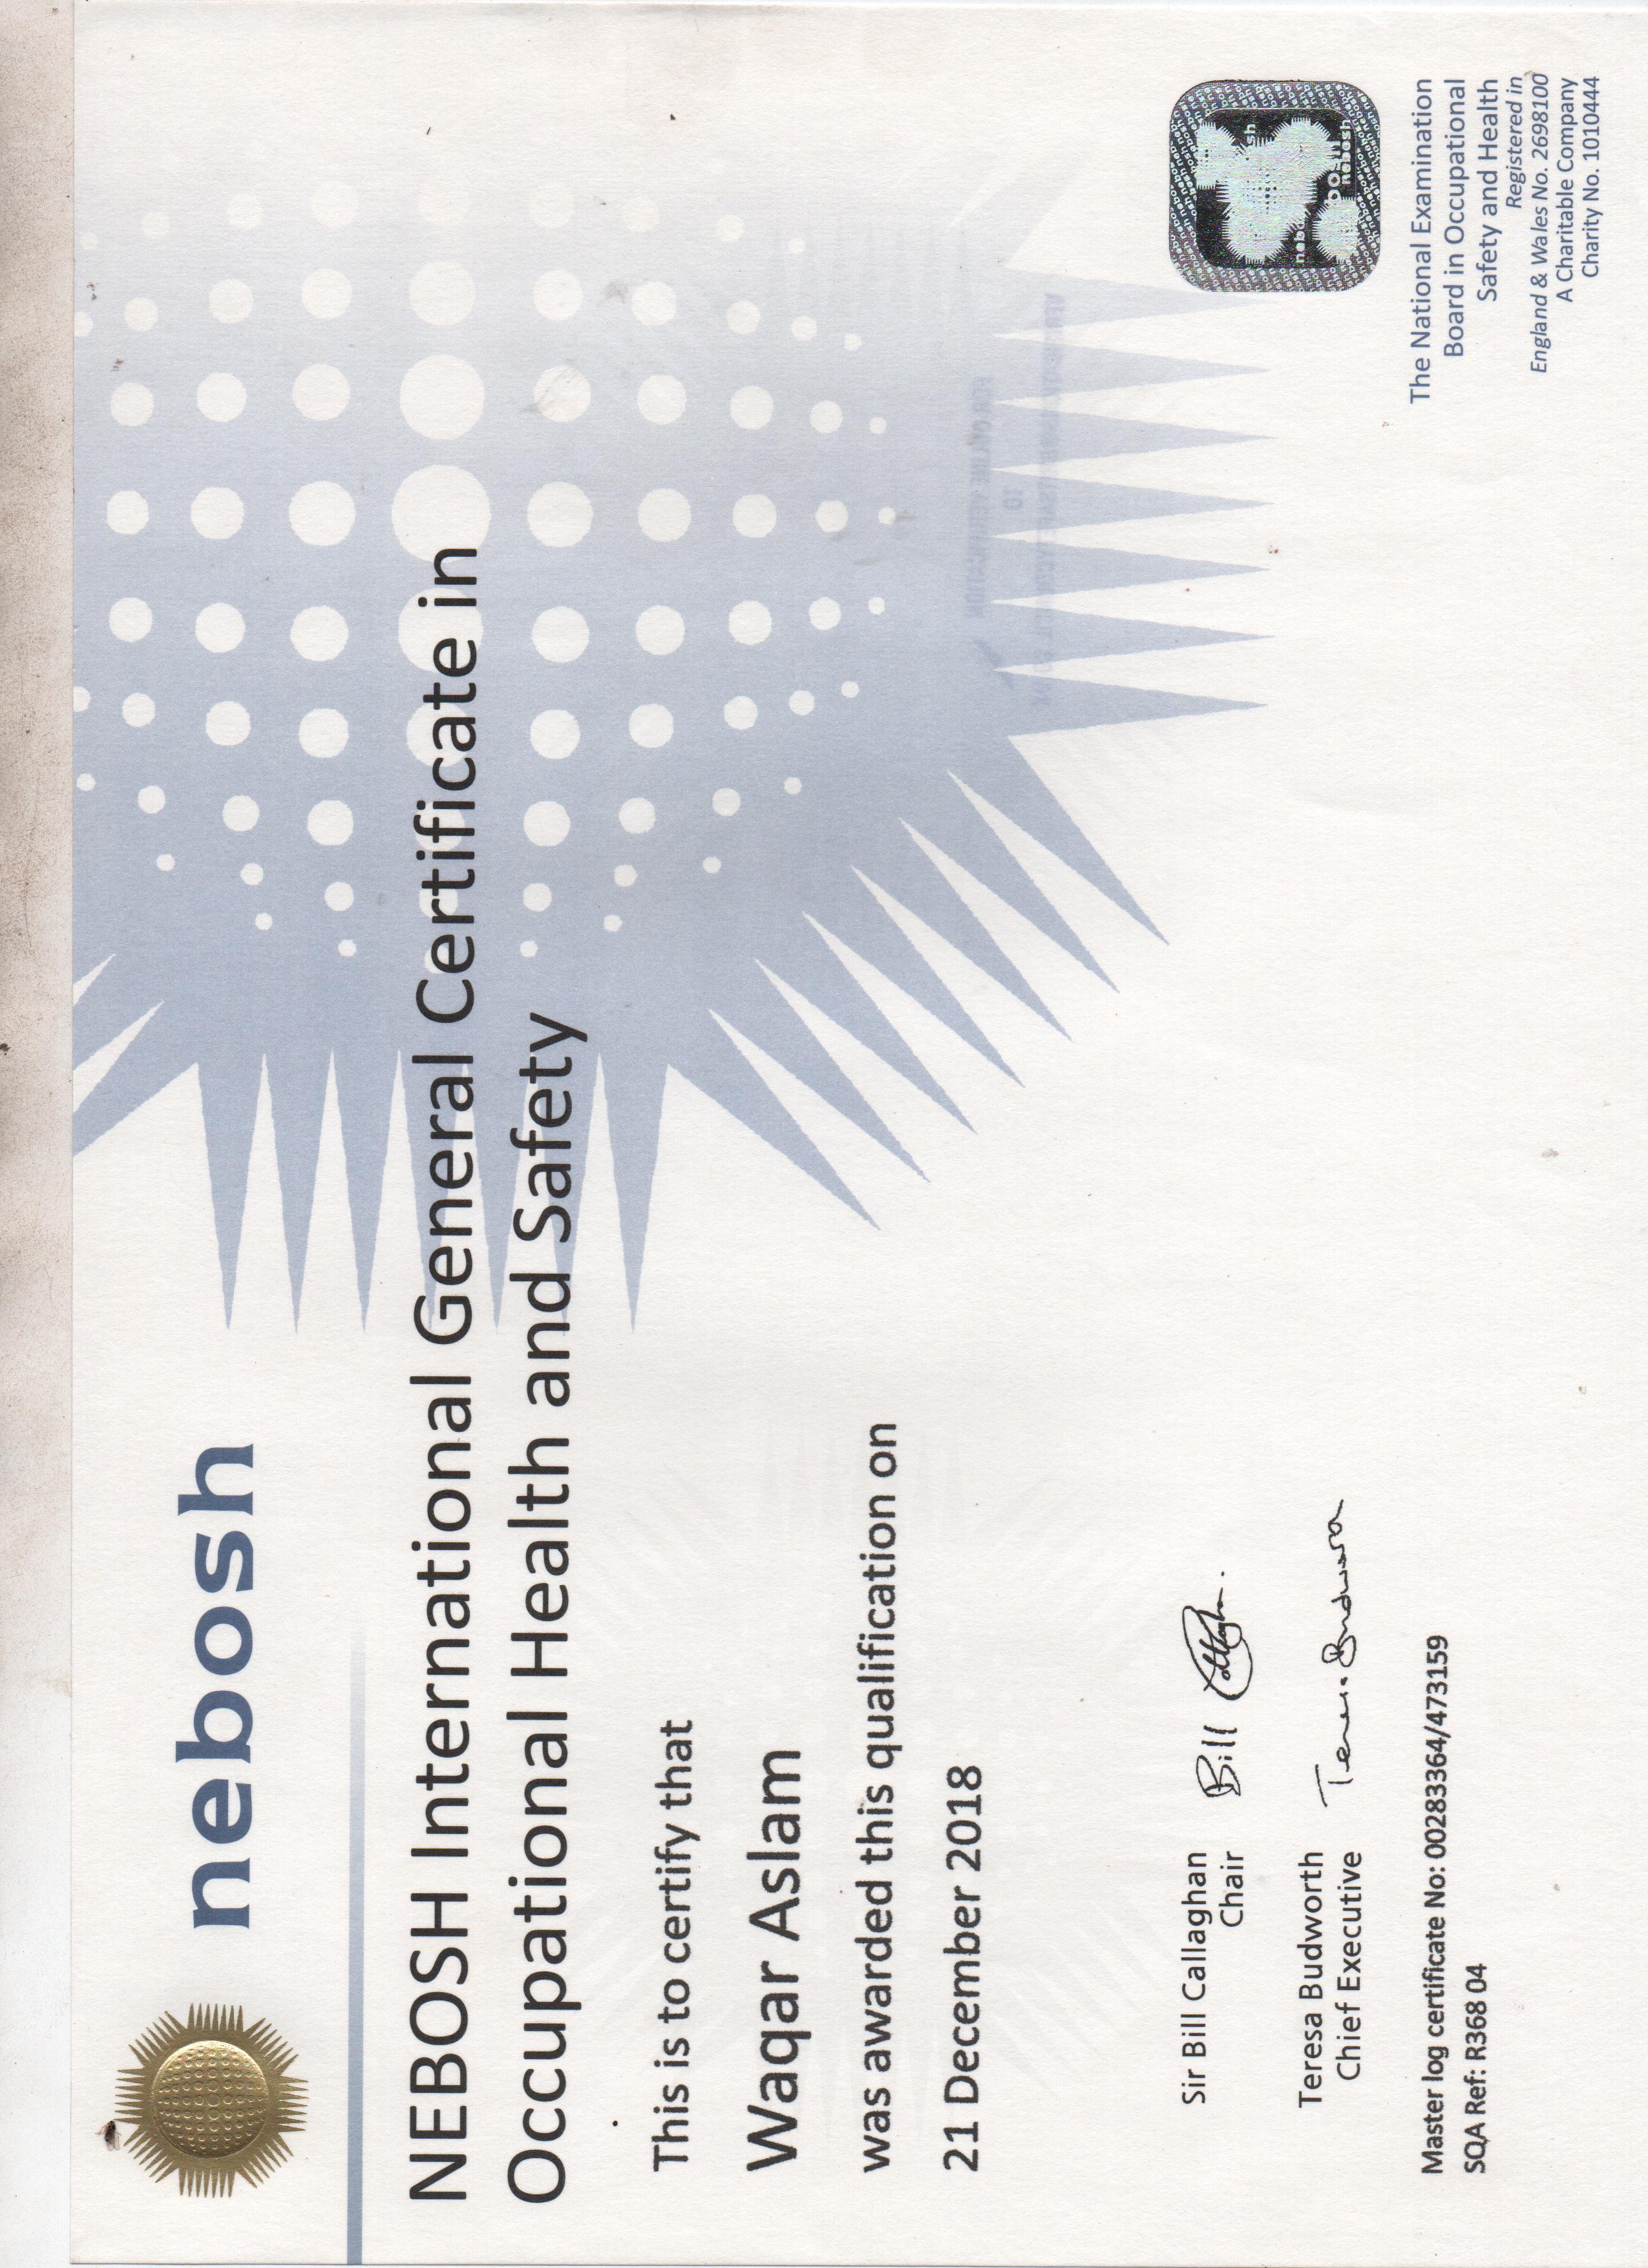 nebosh
NEBOSH International General Certificate in
Occupational Health and Safety
This is to certify that
Waqar Aslam
was awarded this qualification on
21 December 2018
Sir Bill Callaghan
Chair
Bill Callaghan
Teresa Budworth
Chief Executive
Teresa Budworth
Master log certificate No: 00283364/473159
SQA Ref: R368 04
nebosh
The National Examination
Board in Occupational
Safety and Health
Registered in
England & Wales No. 2698100
A Charitable Company
Charity No. 1010444